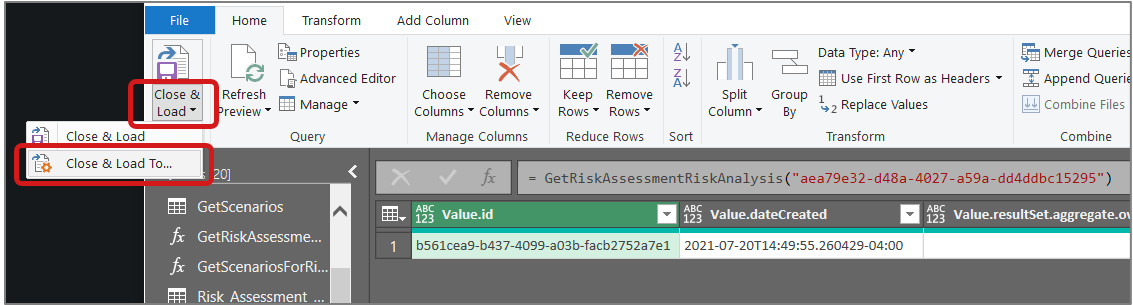 File Home Transform Add Column View
Close & Load
Refresh Preview
Properties
Advanced Editor
Manage
Query
Choose Columns
Remove Columns
Manage Columns
Keep Rows
Remove Rows
Reduce Rows
A Z
Z A
Sort
Split Column
Group By
Data Type: Any
Use First Row as Headers
1 2 Replace Values
Transform
Merge Queries
Append Querie
Combine Files
Combine
Close & Load
Close & Load To...
20]
GetScenarios
fx GetRiskAssessme...
fx GetScenariosForRi...
Risk Assessment
fx = GetRiskAssessmentRiskAnalysis("aea79e32-d48a-4027-a59a-dd4ddbc15295")
ABC 123 Value.id ABC 123 Value.dateCreated ABC 123 Value.resultSet.aggregate.ov
1 b561cea9-b437-4099-a03b-facb2752a7e1 2021-07-20T14:49:55.260429-04:00